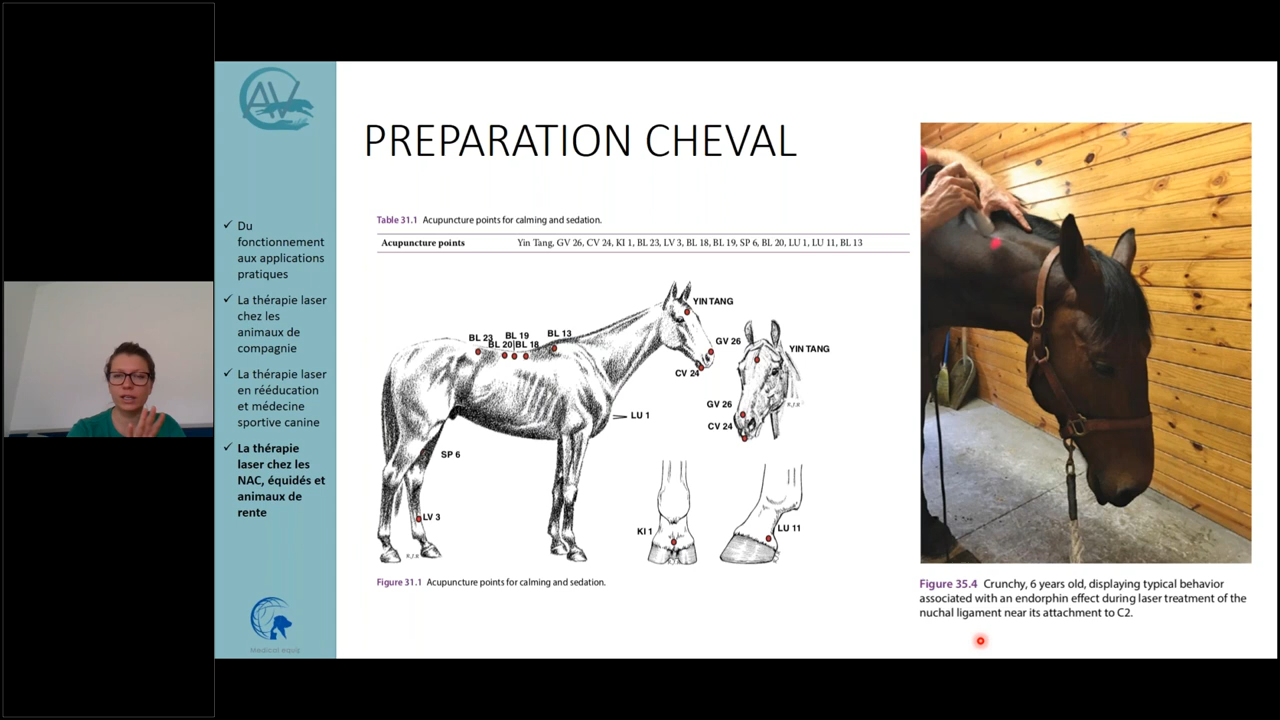 AV
PREPARATION CHEVAL
Du
fonctionnement
aux applications
pratiques
La thérapie laser
chez les
animaux de
compagnie
La thérapie laser
en rééducation
et médecine
sportive canine
La thérapie
laser chez les
NAC, équidés et
animaux de
rente
Medical equa
Table 31.1 Acupuncture points for calming and sedation.
Acupuncture points Yin Tang, GV 26, CV 24, KI 1, BL 23, LV 3, BL 18, BL 19, SP 6, BL 20, LU 1, LU 11, BL 13
YIN TANG
BL 23
BL 19
BL 13
BL 20
BL 18
GV 26
CV 24
YIN TANG
GV 26
CV 24
LU 1
SP 6
LV 3
KI 1
LU 11
Figure 31.1 Acupuncture points for calming and sedation.
Figure 35.4 Crunchy, 6 years old, displaying typical behavior
associated with an endorphin effect during laser treatment of the
nuchal ligament near its attachment to C2.